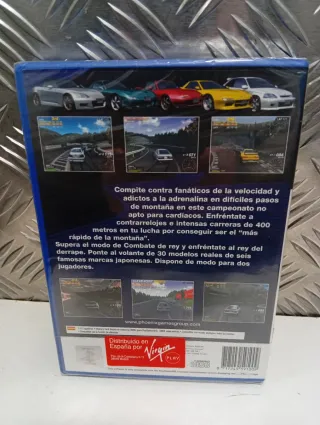 Compite contra fanáticos de la velocidad y
adictos a la adrenalina en difíciles pasos
de montaña en este campeonato no
apto para cardíacos. Enfréntate a
contrarrelojes e intensas carreras de 400
metros en tu lucha por conseguir ser el "más
rápido de la montaña".
Supera el modo de Combate de rey y enfréntate al rey del
derrape. Ponte al volante de 30 modelos reales de seis
famosas marcas japonesas. Dispone de modo para dos
jugadores.
www.phoenixgamesgroup.com
Distribuido en
España por
Virgin
PLAY